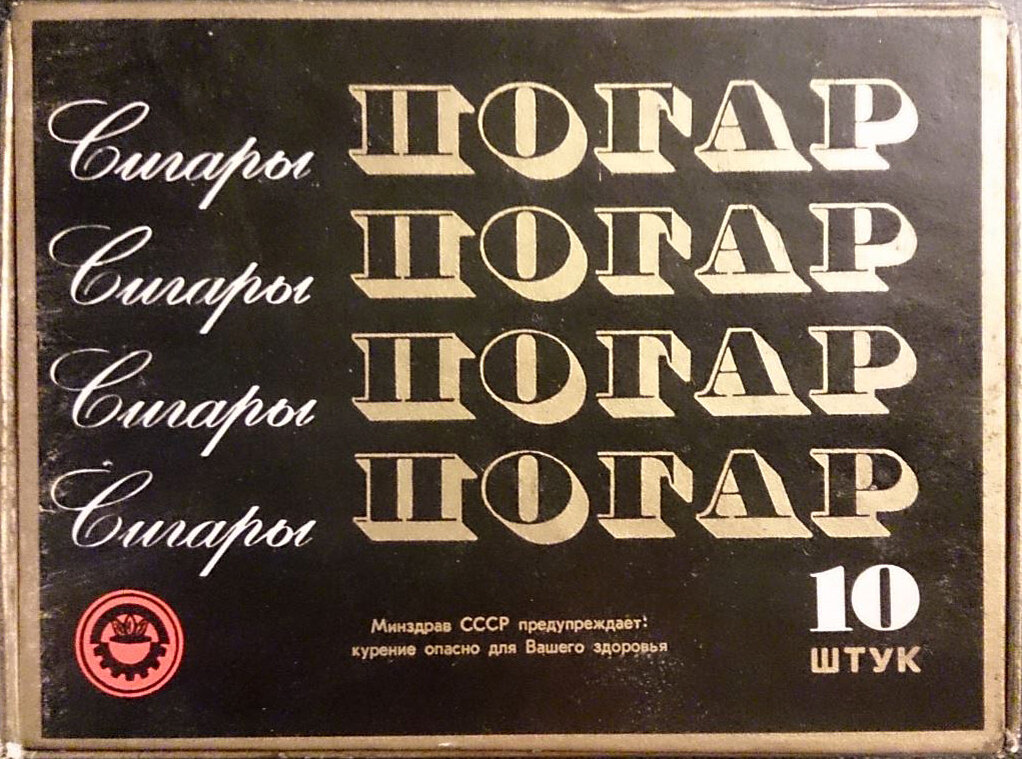 Сигары ПОГАР
Сигары ПОГАР
Сигары ПОГАР
Сигары ПОГАР
10
ШТУК
Минздрав СССР предупреждает:
курение опасно для Вашего здоровья